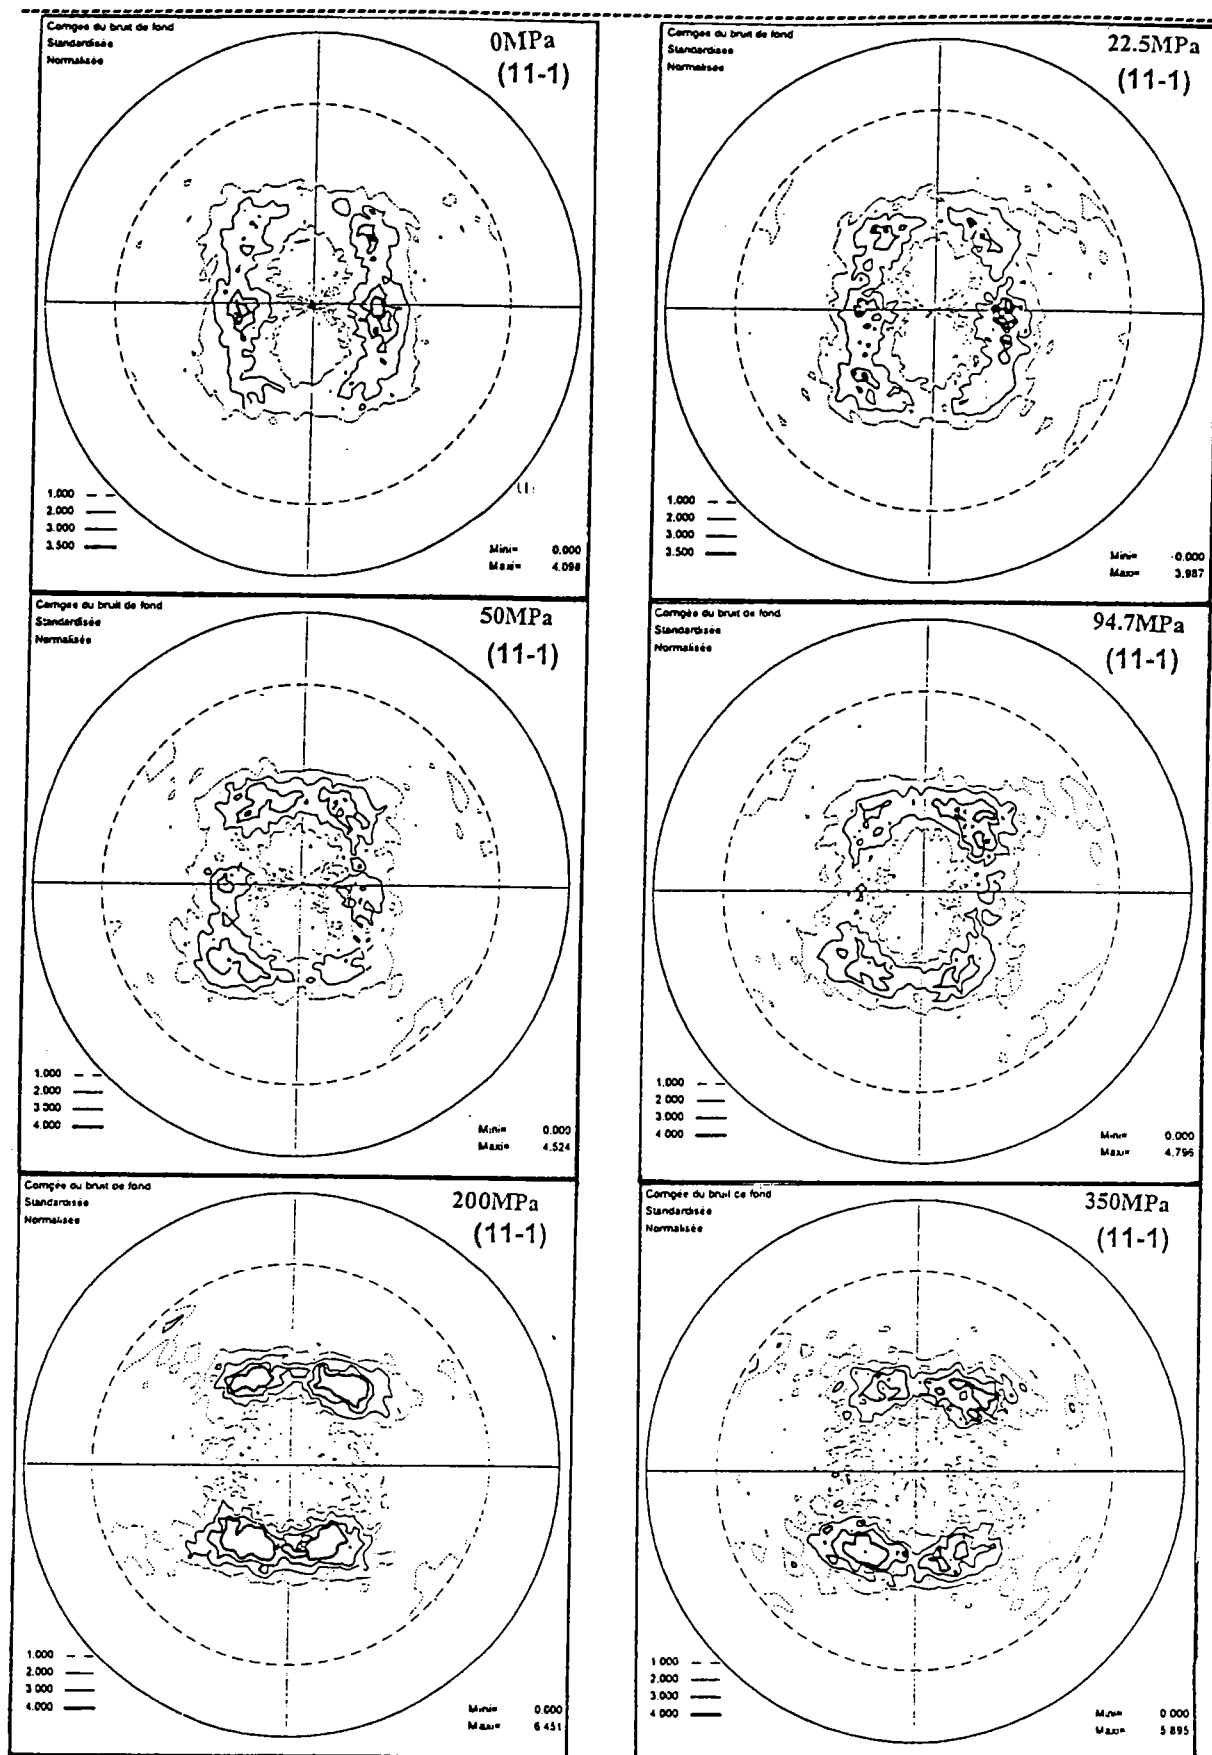 Corrigée du bruit de fond
Standardisée
Normalisée
0MPa
(11-1)
1.000
2.000
3.000
3.500
Mini= 0.000
Maxi= 4.098
Corrigée du bruit de fond
Standardisée
Normalisée
22.5MPa
(11-1)
1.000
2.000
3.000
3.500
Mini= -0.000
Maxi= 3.987
Corrigée du bruit de fond
Standardisée
Normalisée
50MPa
(11-1)
1.000
2.000
3.000
4.000
Mini= 0.000
Maxi= 4.524
Corrigée du bruit de fond
Standardisée
Normalisée
94.7MPa
(11-1)
1.000
2.000
3.000
4.000
Mini= 0.000
Maxi= 4.796
Corrigée du bruit de fond
Standardisée
Normalisée
200MPa
(11-1)
1.000
2.000
3.000
4.000
Mini= 0.000
Maxi= 6.451
Corrigée du bruit de fond
Standardisée
Normalisée
350MPa
(11-1)
1.000
2.000
3.000
4.000
Mini= 0.000
Maxi= 5.895